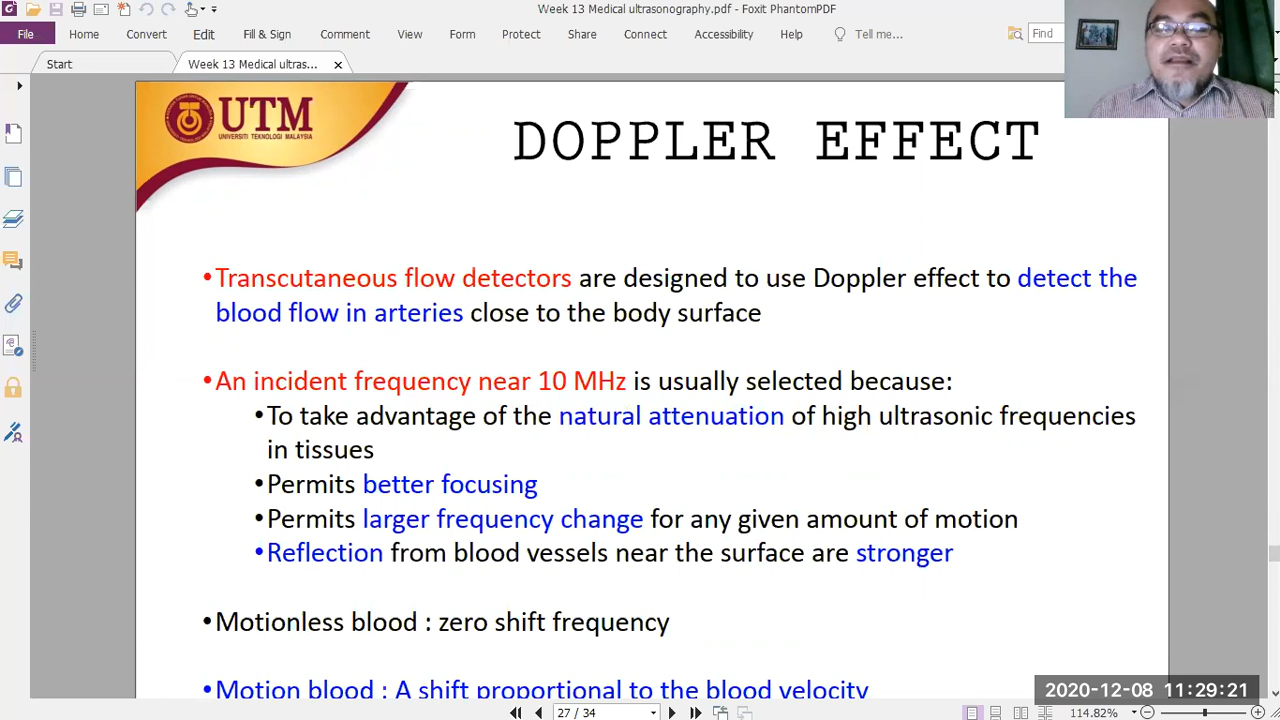 Week 13 Medical ultrasonography.pdf - Foxit PhantomPDF
File Home Convert Edit Fill & Sign Comment View Form Protect Share Connect Accessibility Help Tell me... Find
Start Week 13 Medical ultras...
UTM
UNIVERSITI TEKNOLOGI MALAYSIA
DOPPLER EFFECT
•Transcutaneous flow detectors are designed to use Doppler effect to detect the
blood flow in arteries close to the body surface
•An incident frequency near 10 MHz is usually selected because:
•To take advantage of the natural attenuation of high ultrasonic frequencies
in tissues
•Permits better focusing
•Permits larger frequency change for any given amount of motion
•Reflection from blood vessels near the surface are stronger
•Motionless blood : zero shift frequency
•Motion blood : A shift proportional to the blood velocity
2020-12-08 11:29:21
27 / 34
114.82%